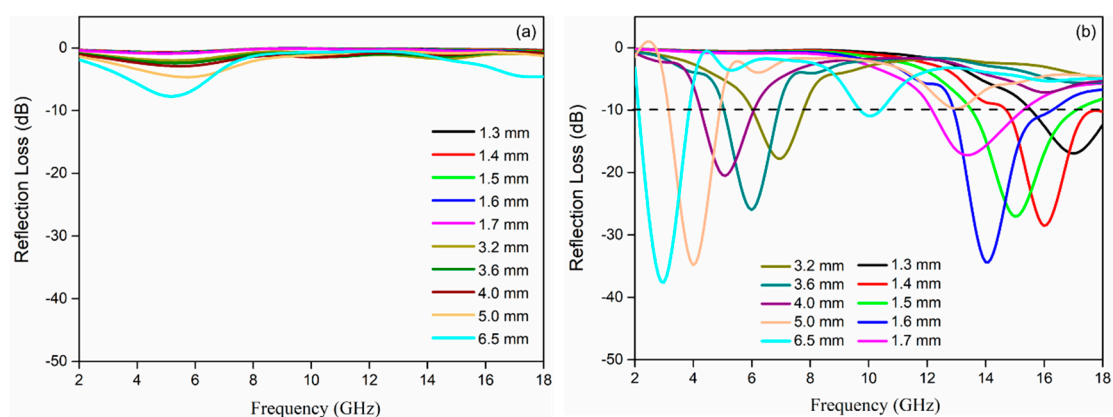 (a)
0
-10
-20
-30
-40
-50
Reflection Loss (dB)
1.3 mm
1.4 mm
1.5 mm
1.6 mm
1.7 mm
3.2 mm
3.6 mm
4.0 mm
5.0 mm
6.5 mm
2 4 6 8 10 12 14 16 18
Frequency (GHz)
(b)
0
-10
-20
-30
-40
-50
Reflection Loss (dB)
3.2 mm 1.3 mm
3.6 mm 1.4 mm
4.0 mm 1.5 mm
5.0 mm 1.6 mm
6.5 mm 1.7 mm
2 4 6 8 10 12 14 16 18
Frequency (GHz)